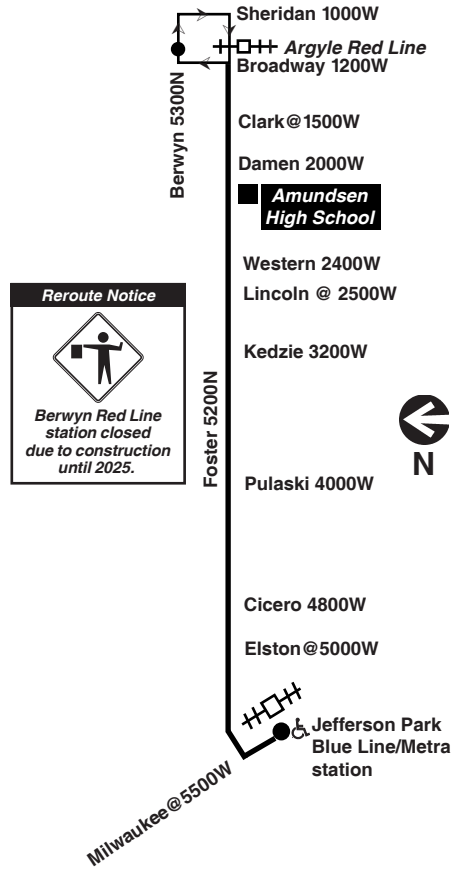 Sheridan 1000W
Argyle Red Line
Broadway 1200W
Berwyn 5300N
Clark@1500W
Damen 2000W
Amundsen
High School
Western 2400W
Lincoln @ 2500W
Reroute Notice
Berwyn Red Line
station closed
due to construction
until 2025.
Kedzie 3200W
Foster 5200N
N
Pulaski 4000W
Cicero 4800W
Elston@5000W
Jefferson Park
Blue Line/Metra
station
Milwaukee@5500W